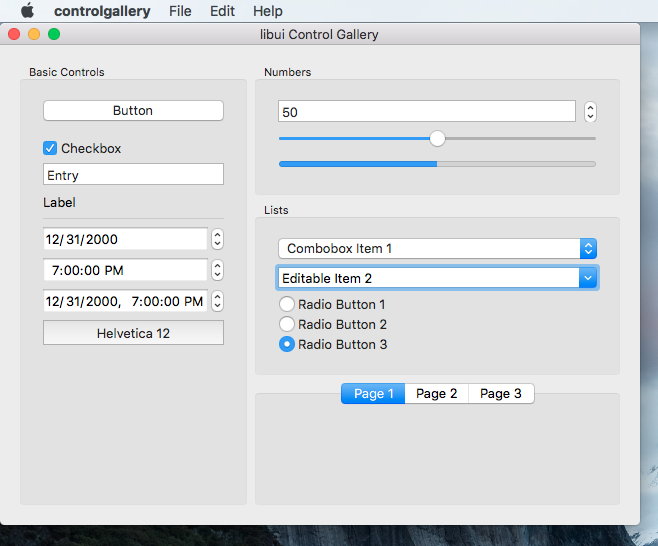 controlgallery File Edit Help
libui Control Gallery
Basic Controls
Button
Checkbox
Entry
Label
12/31/2000
7:00:00 PM
12/31/2000, 7:00:00 PM
Helvetica 12
Numbers
50
Lists
Combobox Item 1
Editable Item 2
Radio Button 1
Radio Button 2
Radio Button 3
Page 1 Page 2 Page 3